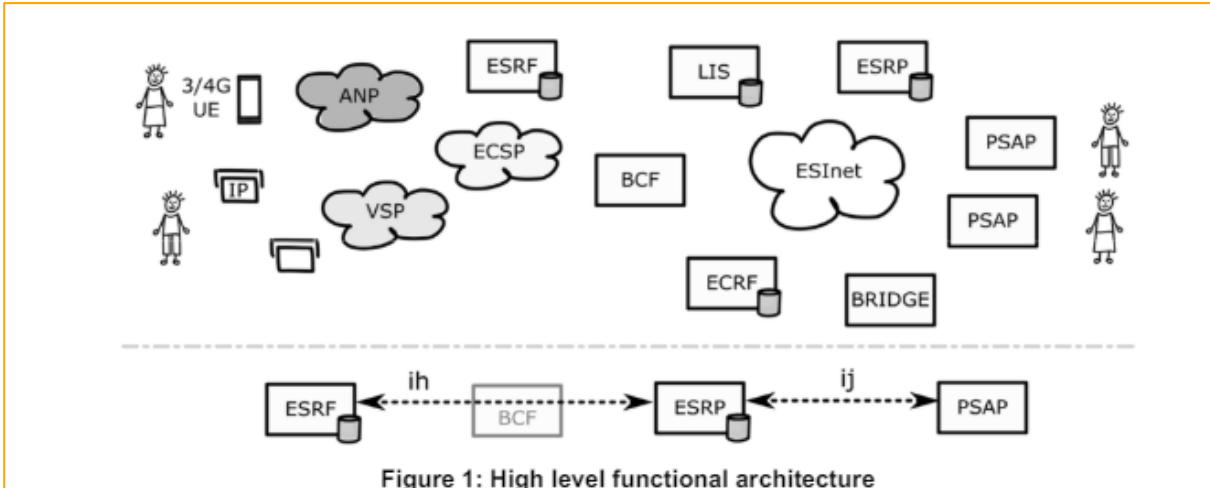 ESRF
LIS
ESRP
3/4G
UE
ANP
PSAP
ECSP
BCF
ESInet
IP
VSP
PSAP
ECRF
BRIDGE
ih
ij
ESRF
BCF
ESRP
PSAP
Figure 1: High level functional architecture